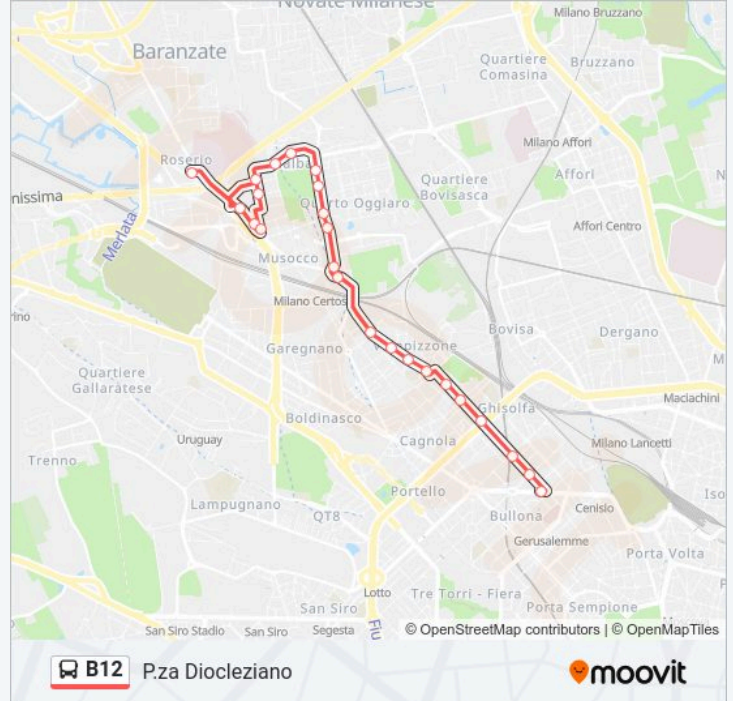 Novate Milanese
Milano Bruzzano
Baranzate
Quartiere
Comasina
Bruzzano
Milano Affori
Roserio
Quartiere
Bovisasca
Affori
N
nissima
Quarto Oggiaro
Affori Centro
Merlata
Musocco
Milano Certos
ino
Bovisa
Dergano
Garegnano
M
Quartiere
Gallaratese
Maciachini
Ghisolfa
Boldinasco
Uruguay
Cagnola
Milano Lancetti
Trenno
Portello
Iso
Lampugnano
QT8
Bullona
Cenisio
Gerusalemme
Porta Volta
Lotto
Tre Torri - Fiera
P
San Siro
Porta Sempione
San Siro Stadio
San Siro
Segesta
Fiu
© OpenStreetMap contributors | © OpenMapTiles
B12
P.za Diocleziano
moovit